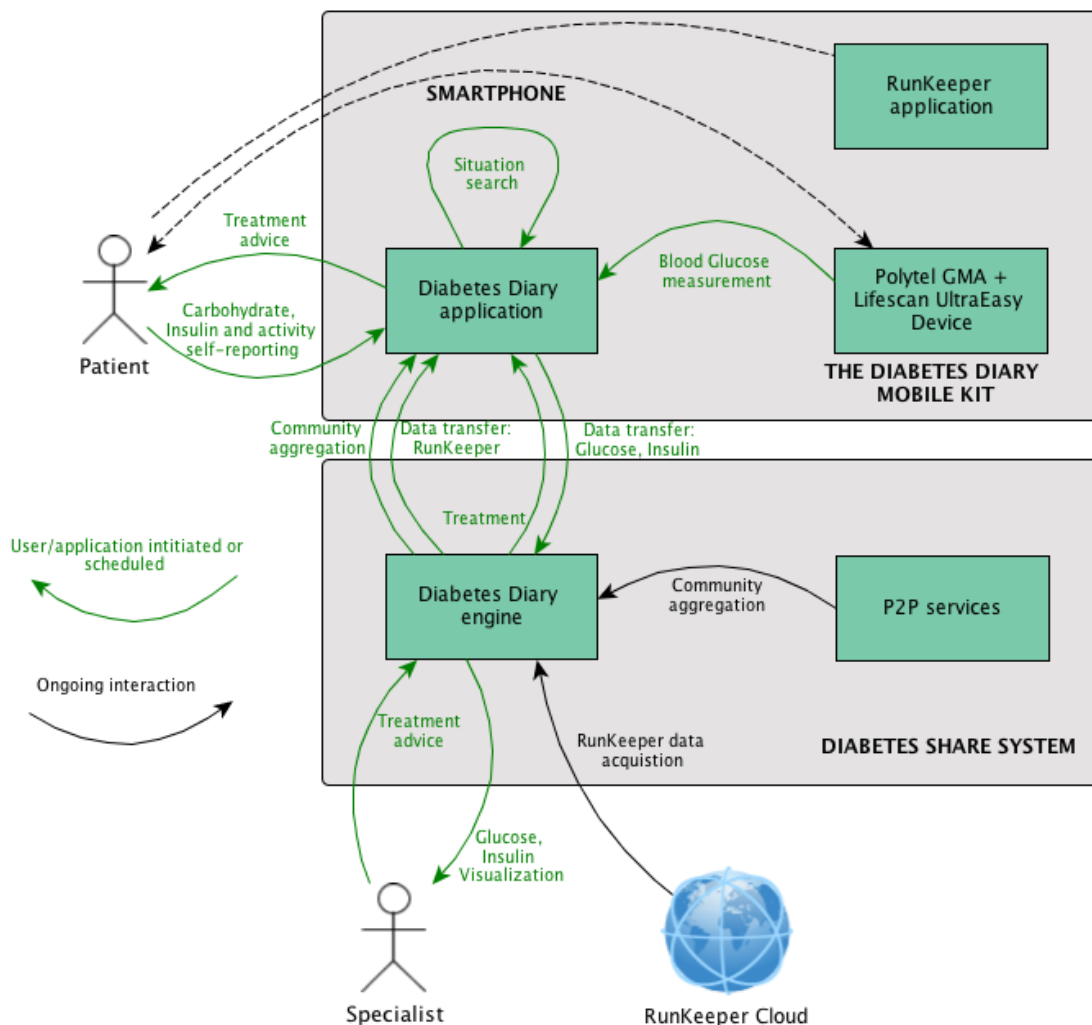 RunKeeper
application
SMARTPHONE
Situation
search
Treatment
advice
Blood Glucose
measurement
Diabetes Diary
application
Polytel GMA +
Lifescan UltraEasy
Device
Carbohydrate,
Insulin and activity
self-reporting
Patient
THE DIABETES DIARY
MOBILE KIT
Community
aggregation
Data transfer:
RunKeeper
Data transfer:
Glucose, Insulin
Treatment
User/application intitiated or
scheduled
Diabetes Diary
engine
Community
aggregation
P2P services
Ongoing interaction
Treatment
advice
RunKeeper data
acquistion
DIABETES SHARE SYSTEM
Glucose,
Insulin
Visualization
Specialist
RunKeeper Cloud